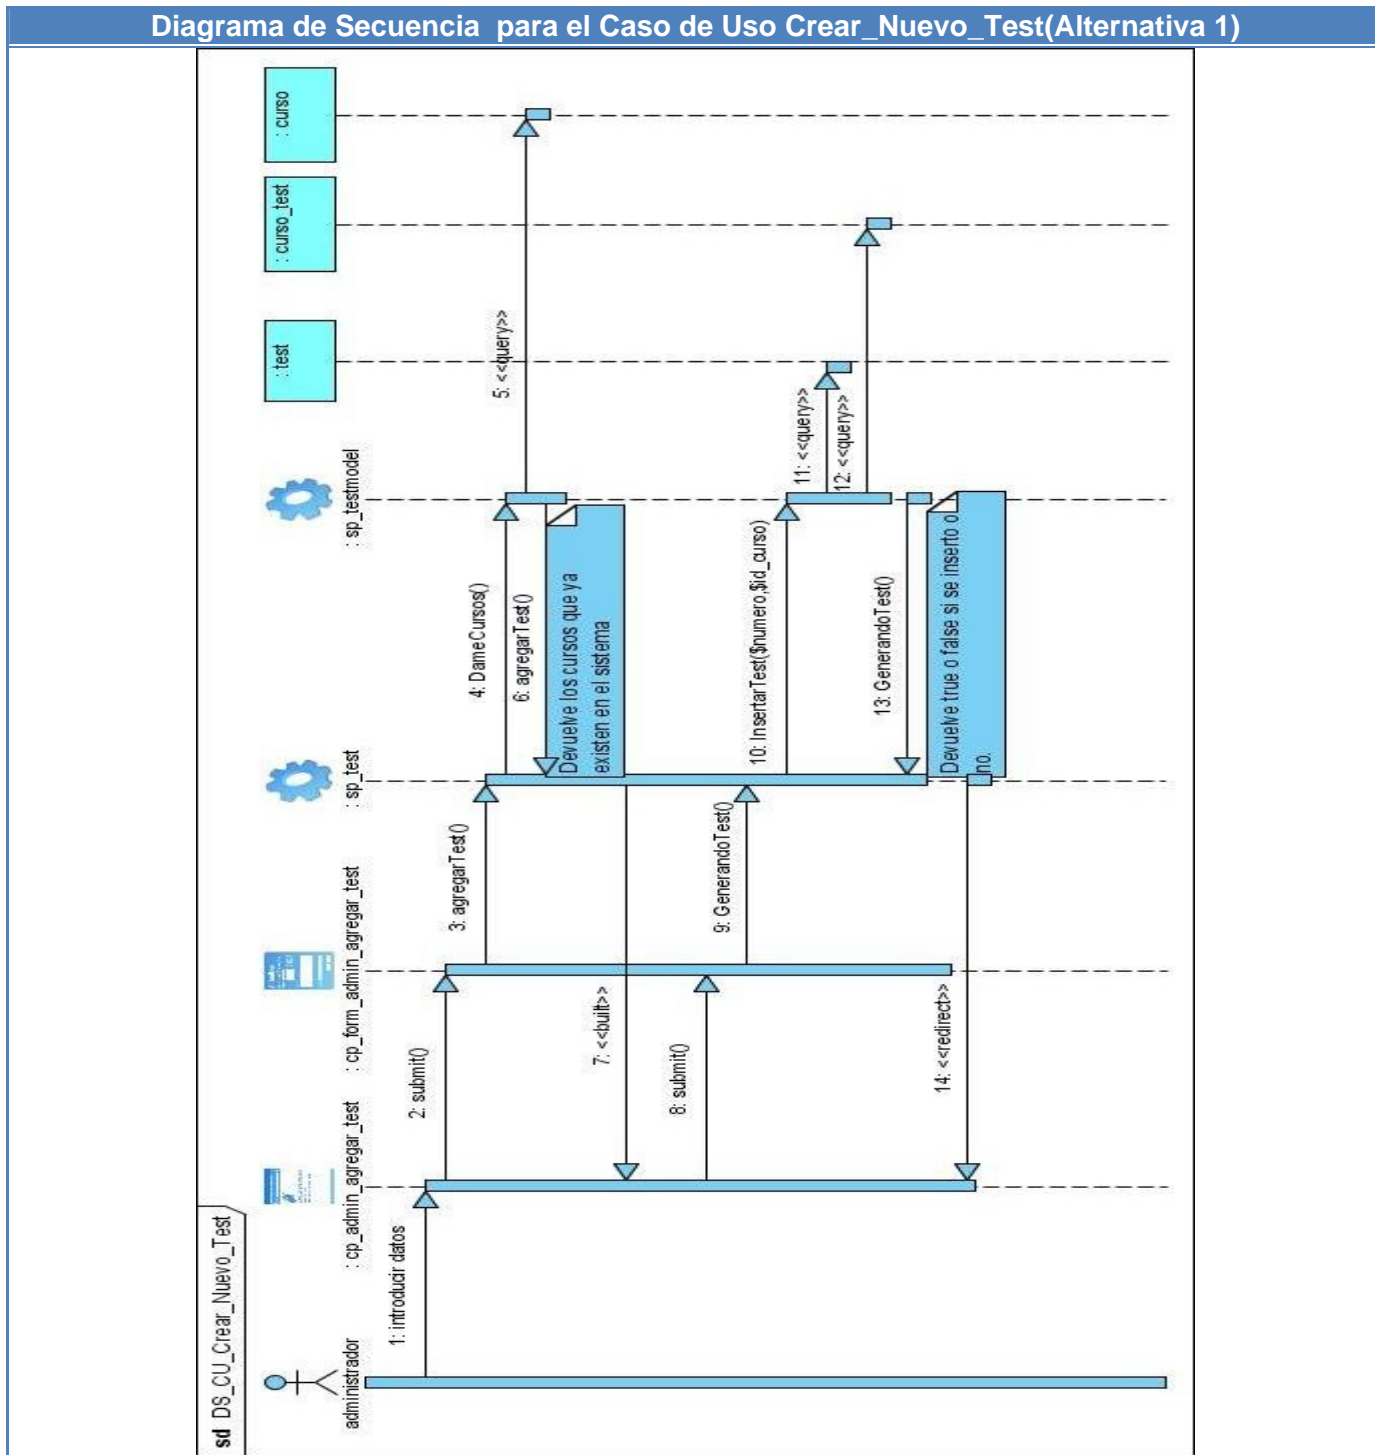 Diagrama de Secuencia para el Caso de Uso Crear_Nuevo_Test(Alternativa 1)
sd DS_CU_Crear_Nuevo_Test
administrador
: cp_admin_agregar_test
: cp_form_admin_agregar_test
: sp_test
: sp_testmodel
: test
: curso_test
: curso
1: introducir datos
2: submit()
3: agregarTest()
4: DameCursos()
5: <<query>>
6: agregarTest()
Devuelve los cursos que ya
existen en el sistema
7: <<built>>
8: submit()
9: GenerandoTest()
10: InsertarTest($numero,$id_curso)
11: <<query>>
12: <<query>>
13: GenerandoTest()
Devuelve true o false si se inserto o
no.
14: <<redirect>>